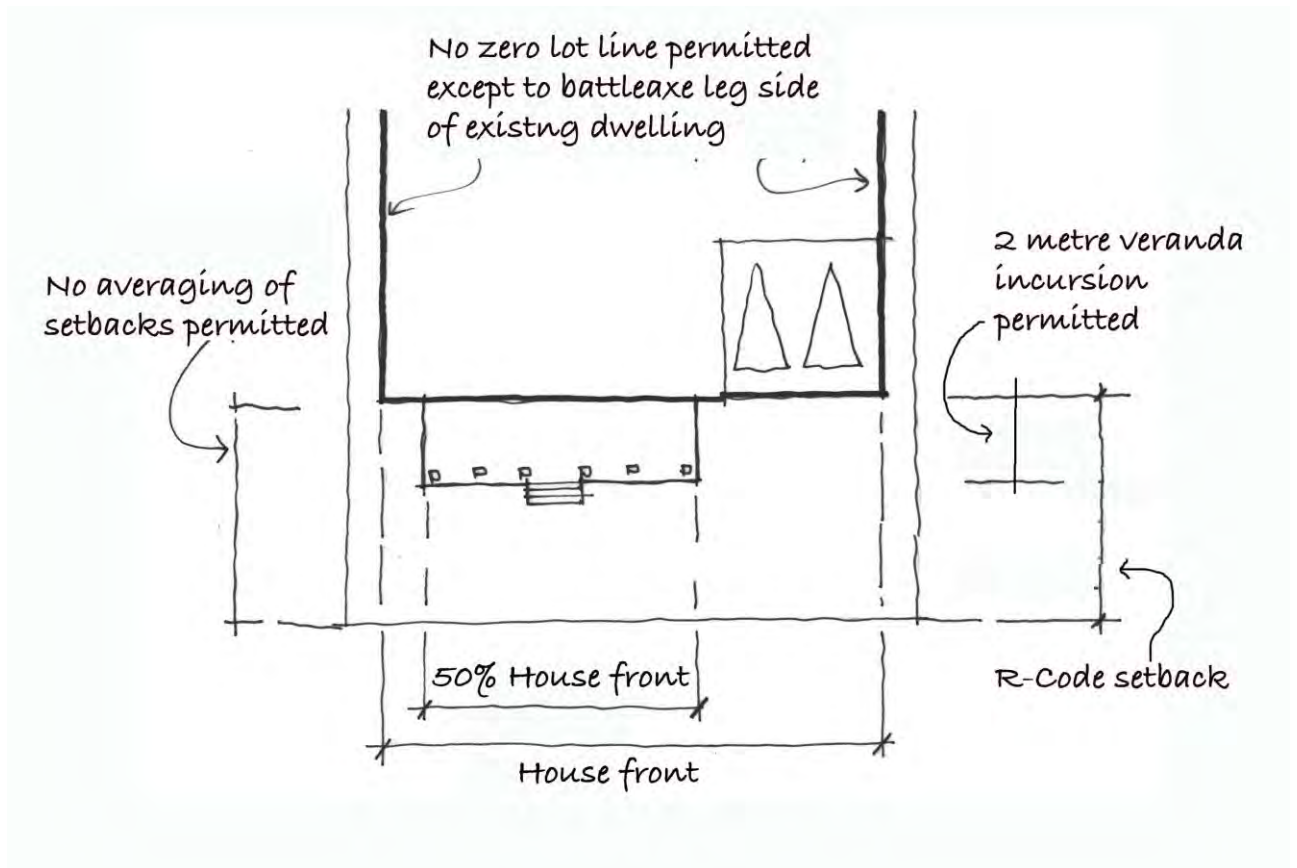 No zero lot line permitted
except to battleaxe leg side
of existng dwelling
No averaging of
setbacks permitted
2 metre veranda
incursion
permitted
50% House front
R-Code setback
House front